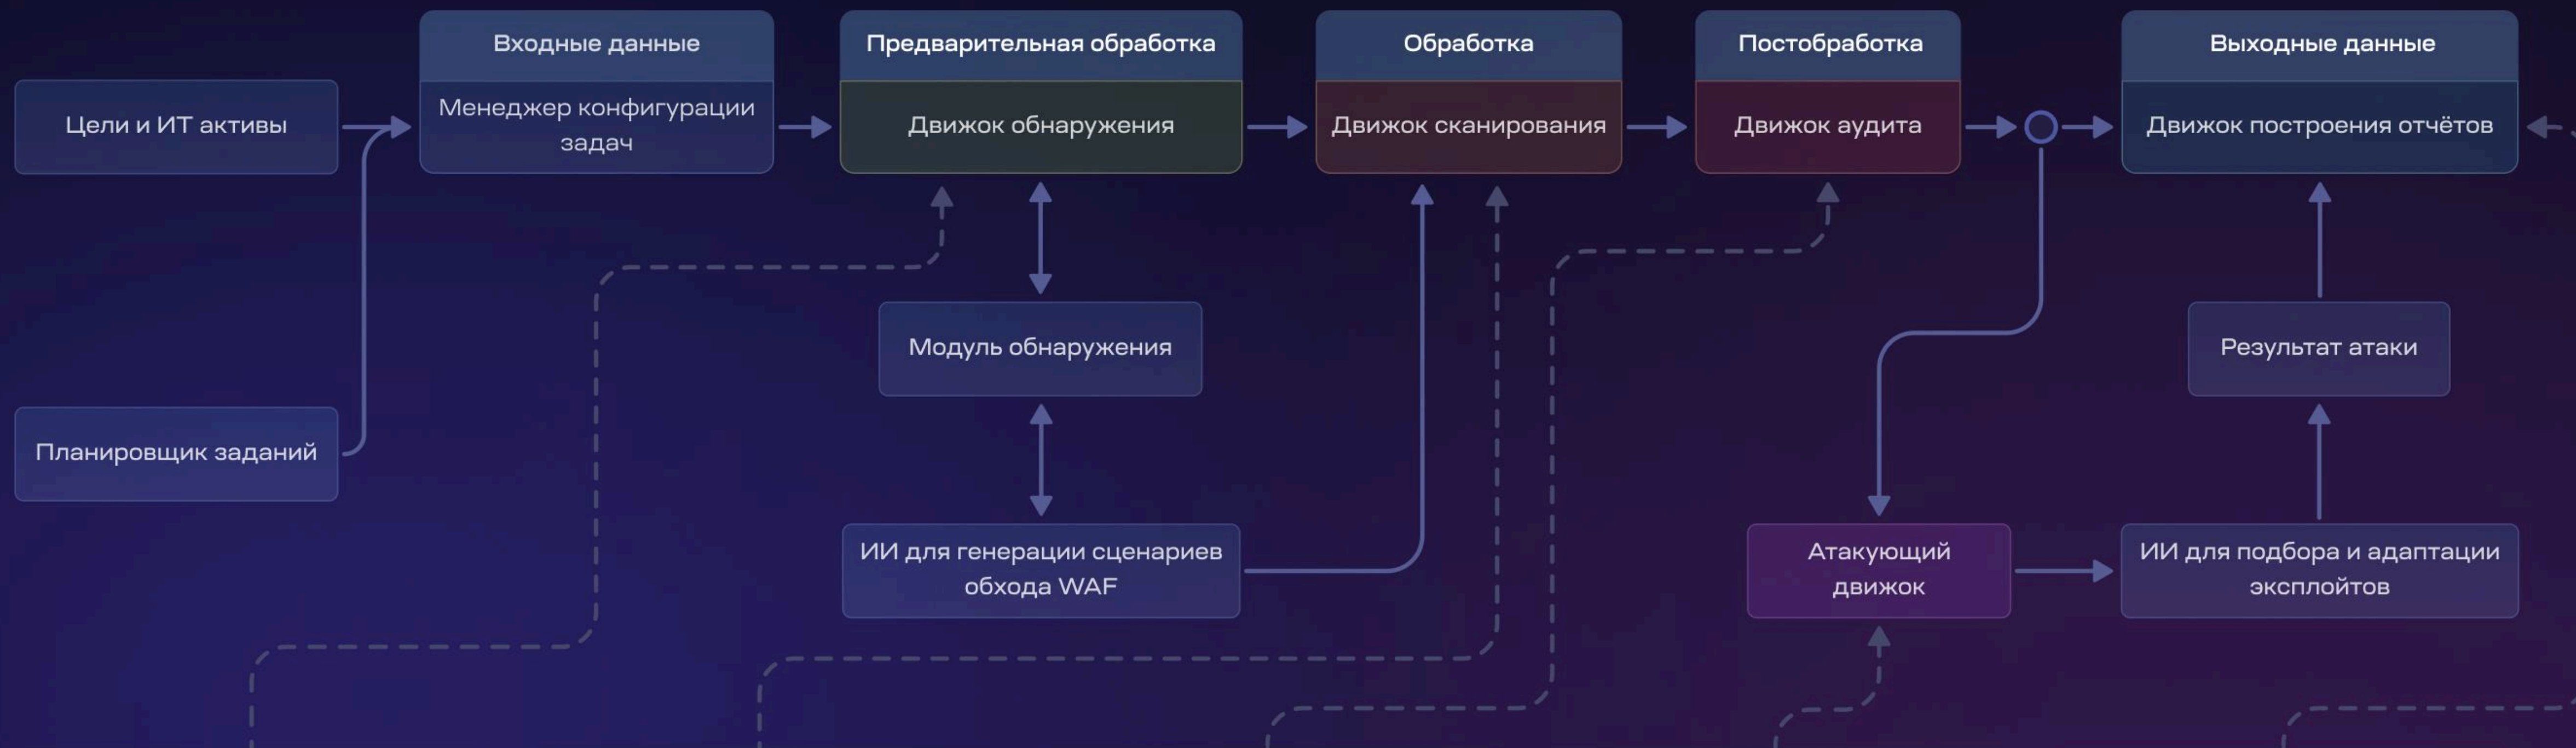 Входные данные
Предварительная обработка
Обработка
Постобработка
Выходные данные
Цели и ИТ активы
Менеджер конфигурации
задач
Движок обнаружения
Движок сканирования
Движок аудита
Движок построения отчётов
Модуль обнаружения
Результат атаки
Планировщик заданий
ИИ для генерации сценариев
обхода WAF
Атакующий
движок
ИИ для подбора и адаптации
эксплойтов